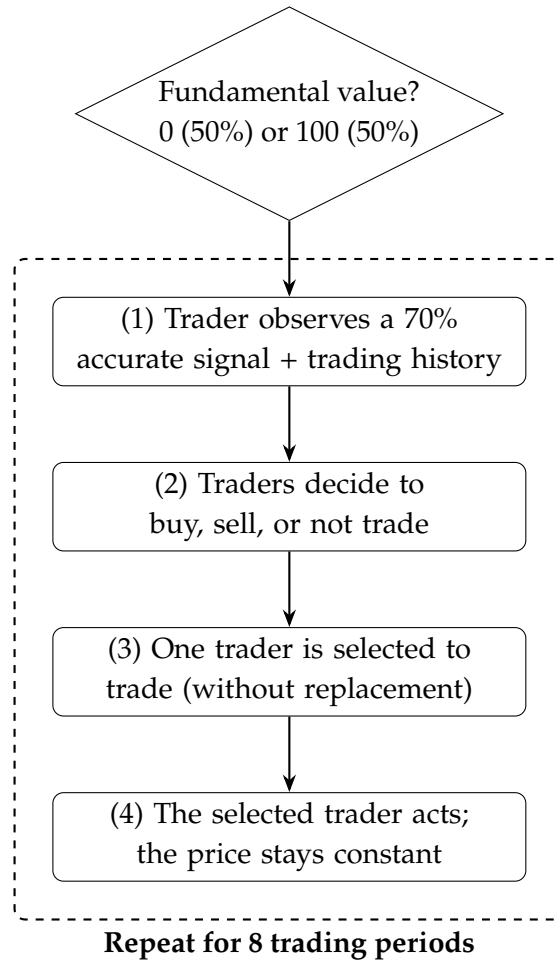 Fundamental value?
0 (50%) or 100 (50%)
(1) Trader observes a 70%
accurate signal + trading history
(2) Traders decide to
buy, sell, or not trade
(3) One trader is selected to
trade (without replacement)
(4) The selected trader acts;
the price stays constant
Repeat for 8 trading periods